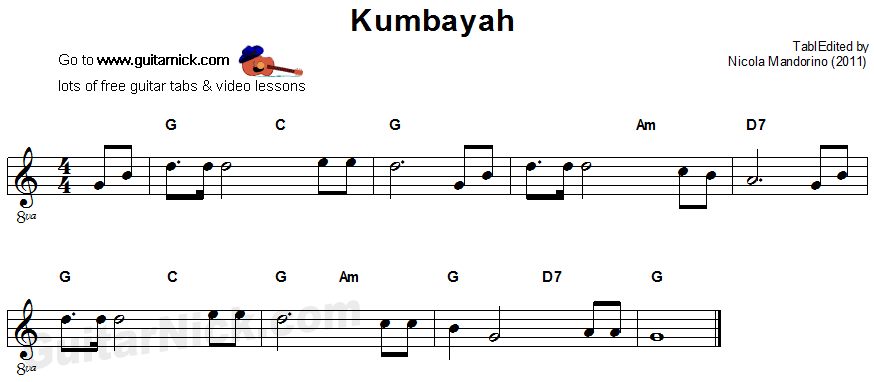 Kumbayah
Go to www.guitarnick.com
lots of free guitar tabs & video lessons
TablEdited by
Nicola Mandorino (2011)
G C G Am D7
4
4
8va
G C G Am G D7 G
GuitarNick.com
8va